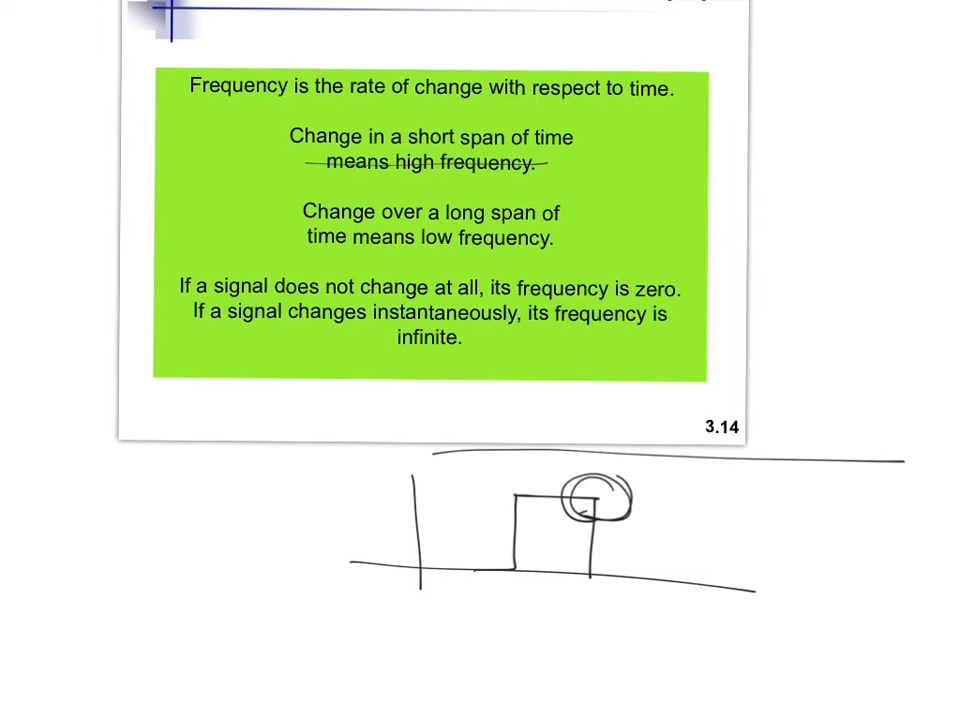 Frequency is the rate of change with respect to time.
Change in a short span of time
means high frequency.
Change over a long span of
time means low frequency.
If a signal does not change at all, its frequency is zero.
If a signal changes instantaneously, its frequency is
infinite.
3.14